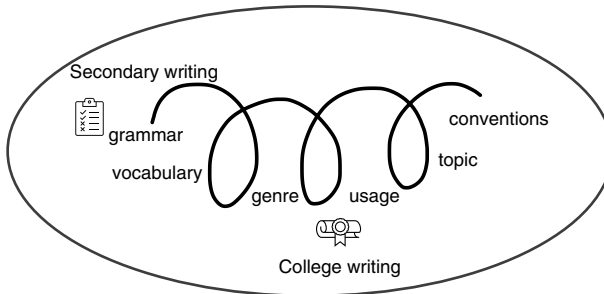 Secondary writing
grammar
conventions
vocabulary
topic
genre
usage
College writing